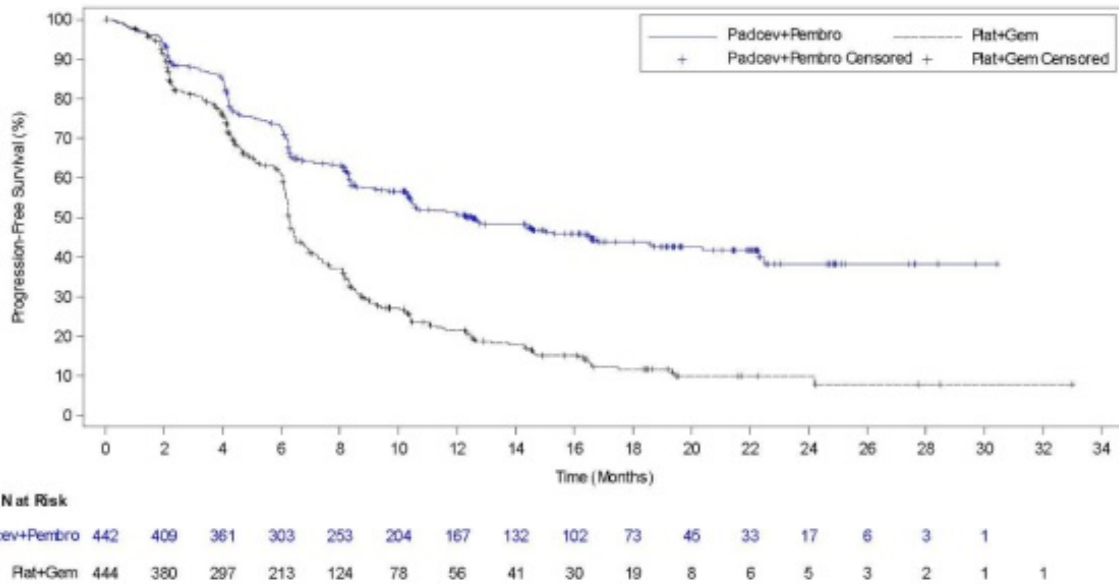 100
90
80
70
60
50
40
30
20
10
0
Progression-Free Survival (%)
Padcev+Pembro Plat+Gem
Padcev+Pembro Censored Plat+Gem Censored
0 2 4 6 8 10 12 14 16 18 20 22 24 26 28 30 32 34
Time (Months)
N at Risk
cev+Pembro 442 409 361 303 253 204 167 132 102 73 45 33 17 6 3 1
Plat+Gem 444 380 297 213 124 78 56 41 30 19 8 6 5 3 2 1 1